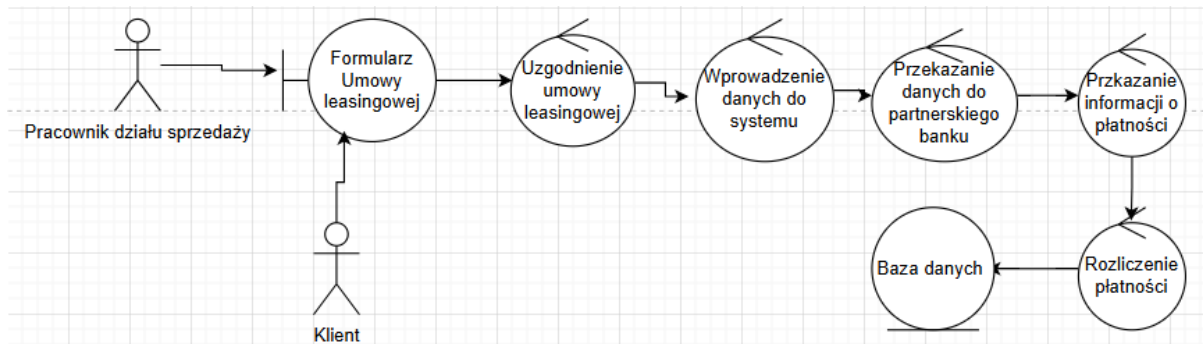 Pracownik działu sprzedaży
Formularz
Umowy
leasingowej
Klient
Uzgodnienie
umowy
leasingowej
Wprowadzenie
danych do
systemu
Przekazanie
danych do
partnerskiego
banku
Przkazanie
informacji o
płatności
Rozliczenie
płatności
Baza danych